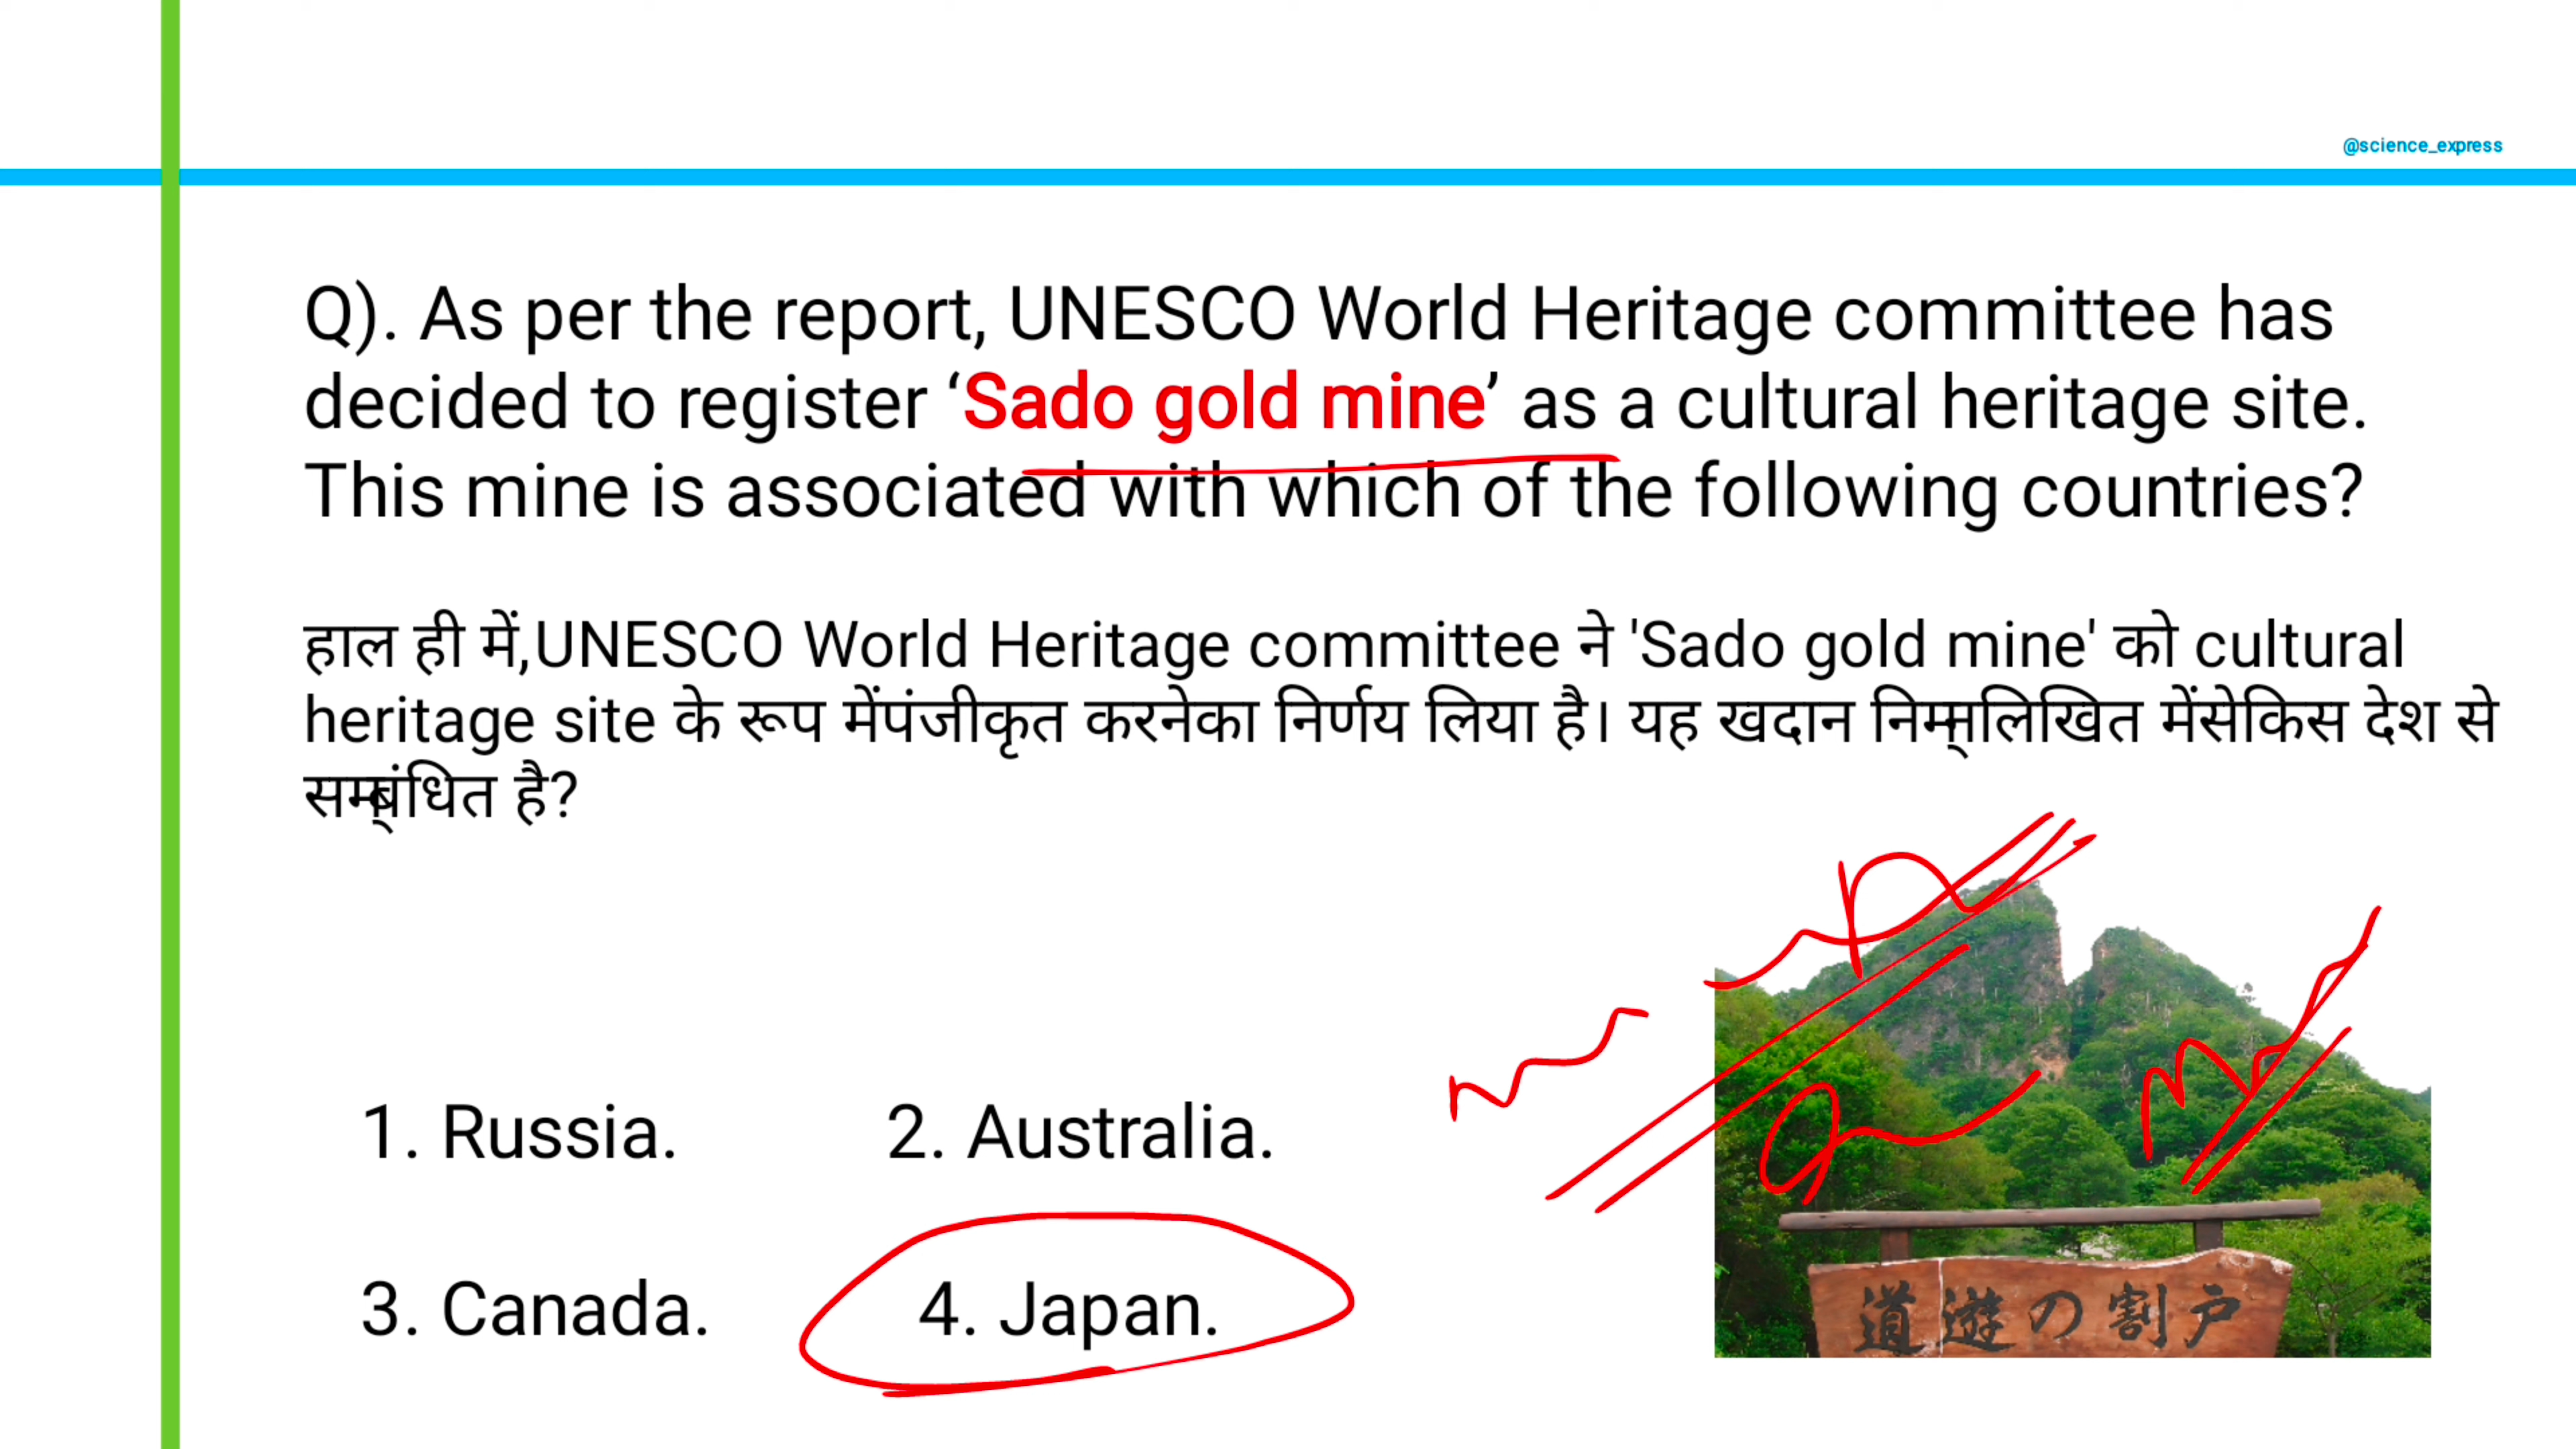 @science_express
Q). As per the report, UNESCO World Heritage committee has
decided to register ‘Sado gold mine’ as a cultural heritage site.
This mine is associated with which of the following countries?
हाल ही में,UNESCO World Heritage committee ने 'Sado gold mine' को cultural
heritage site के रूप मेंपंजीकृत करनेका निर्णय लिया है। यह खदान निम्नलिखित मेंसेकिस देश से
सम्बंधित है?
1. Russia. 2. Australia.
3. Canada. 4. Japan.
道遊の割戸